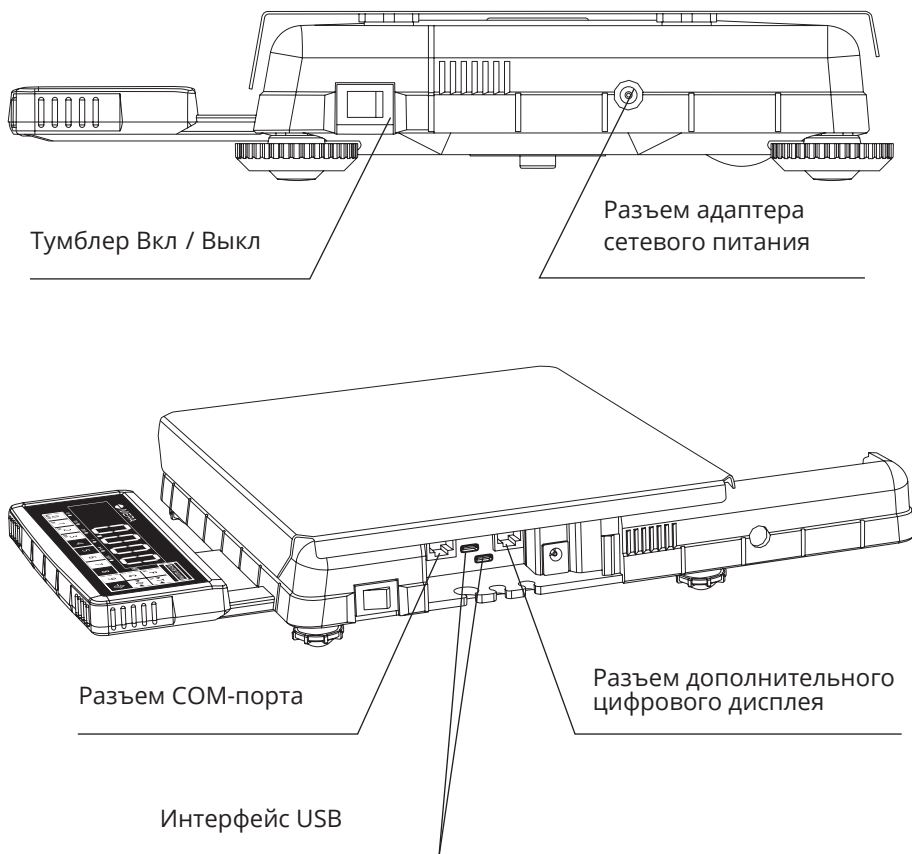 Тумблер Вкл / Выкл
Разъем адаптера
сетевого питания
Разъем COM-порта
Разъем дополнительного
цифрового дисплея
Интерфейс USB